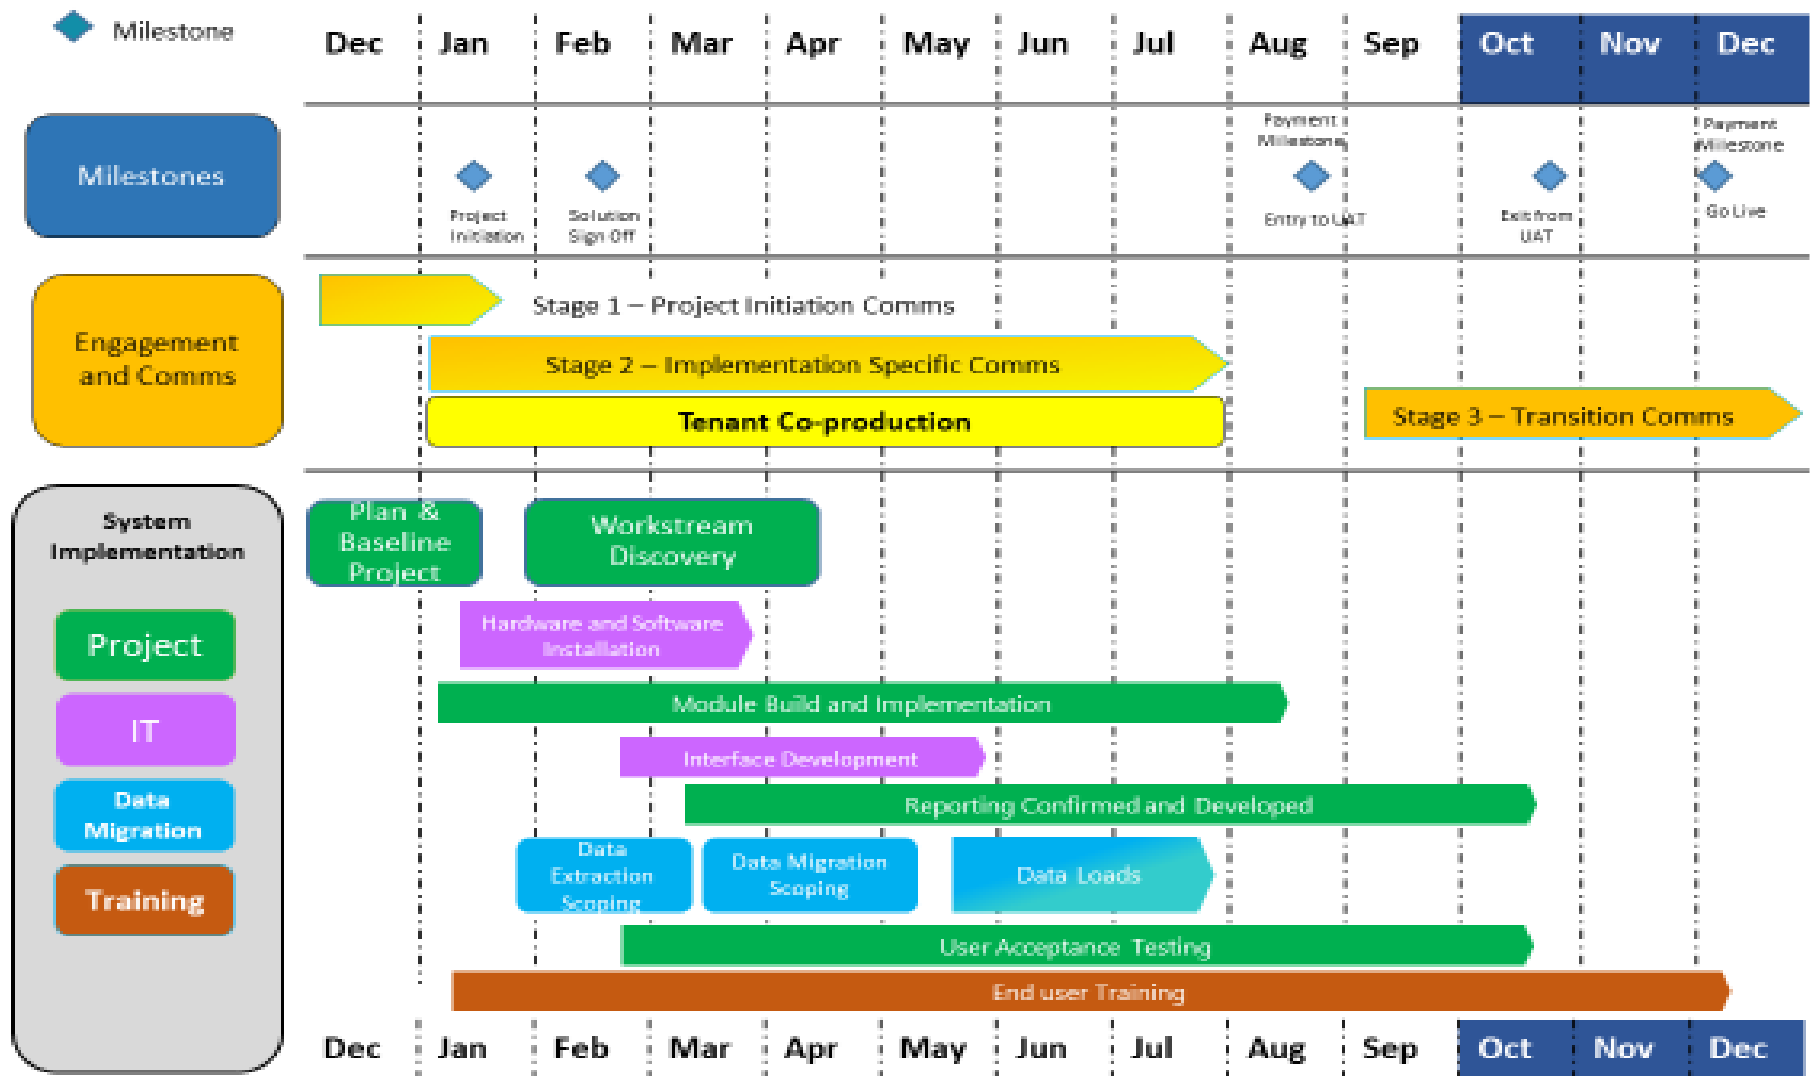 Milestone
Dec Jan Feb Mar Apr May Jun Jul Aug Sep Oct Nov Dec
Milestones
Project
Initiation
Solution
Sign Off
Payment
Milestone
Entry to UAT
Exit from
UAT
Payment
Milestone
Go Live
Engagement
and Comms
Stage 1 – Project Initiation Comms
Stage 2 – Implementation Specific Comms
Tenant Co-production
Stage 3 – Transition Comms
System
Implementation
Project
IT
Data
Migration
Training
Plan &
Baseline
Project
Workstream
Discovery
Hardware and Software
Installation
Module Build and Implementation
Interface Development
Reporting Confirmed and Developed
Data
Extraction
Scoping
Data Migration
Scoping
Data Loads
User Acceptance Testing
End user Training
Dec Jan Feb Mar Apr May Jun Jul Aug Sep Oct Nov Dec